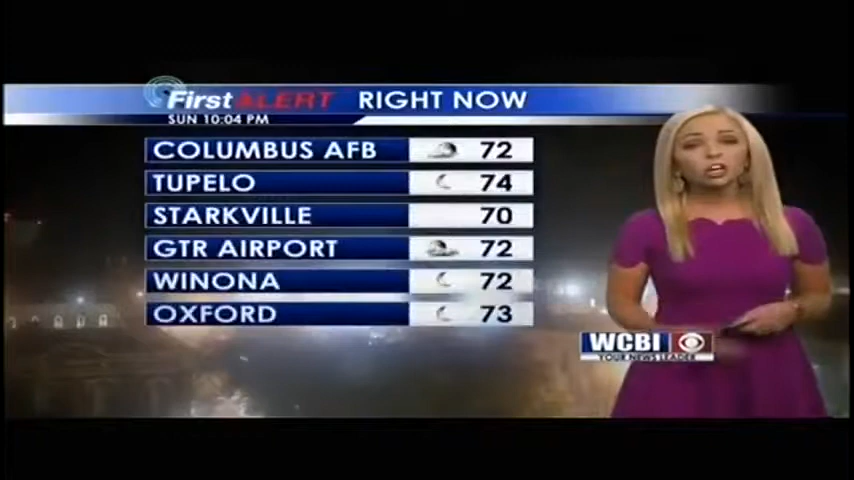 First ALERT RIGHT NOW
SUN 10:04 PM
COLUMBUS AFB 72
TUPELO 74
STARKVILLE 70
GTR AIRPORT 72
WINONA 72
OXFORD 73
WCBI
YOUR NEWS LEADER